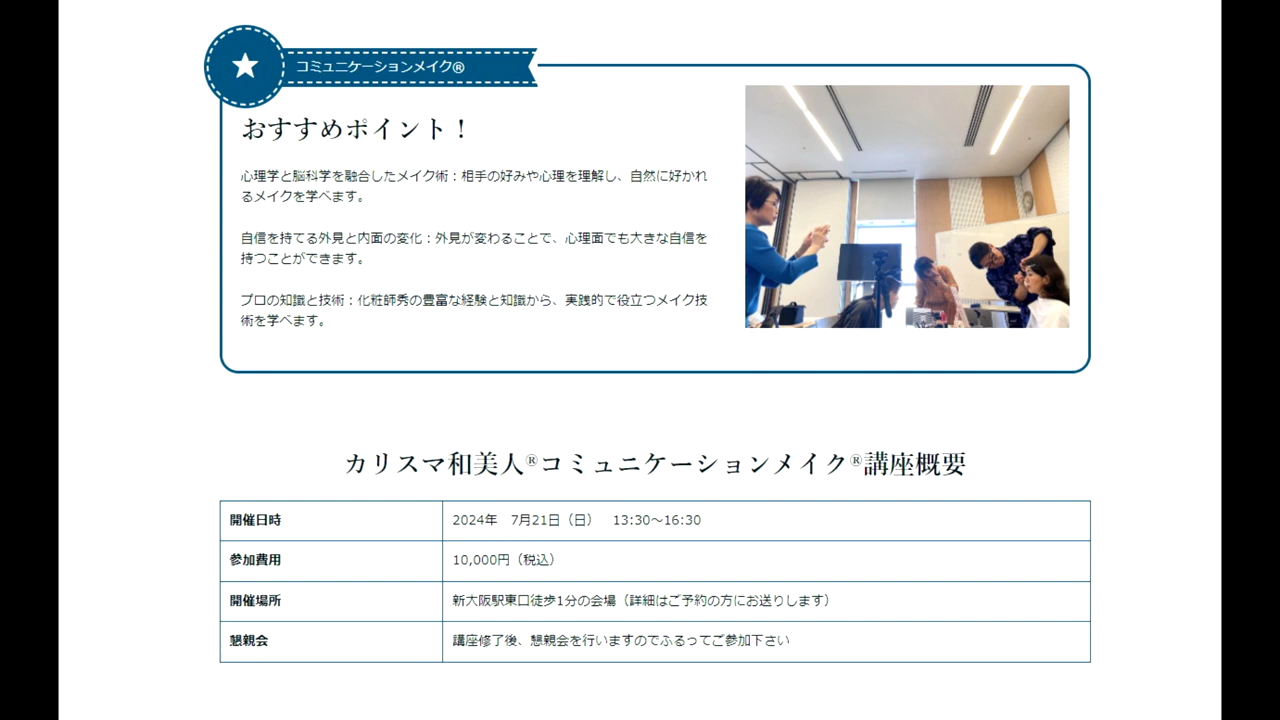 コミュニケーションメイク®
おすすめポイント！
心理学と脳科学を融合したメイク術：相手の好みや心理を理解し、自然に好かれ
るメイクを学べます。
自信を持てる外見と内面の変化：外見が変わることで、心理面でも大きな自信を
持つことができます。
プロの知識と技術：化粧師秀の豊富な経験と知識から、実践的で役立つメイク技
術を学べます。
カリスマ和美人®コミュニケーションメイク®講座概要
開催日時 2024年　7月21日（日）　13:30～16:30
参加費用 10,000円（税込）
開催場所 新大阪駅東口徒歩1分の会場（詳細はご予約の方にお送りします）
懇親会 講座修了後、懇親会を行いますのでふるってご参加下さい